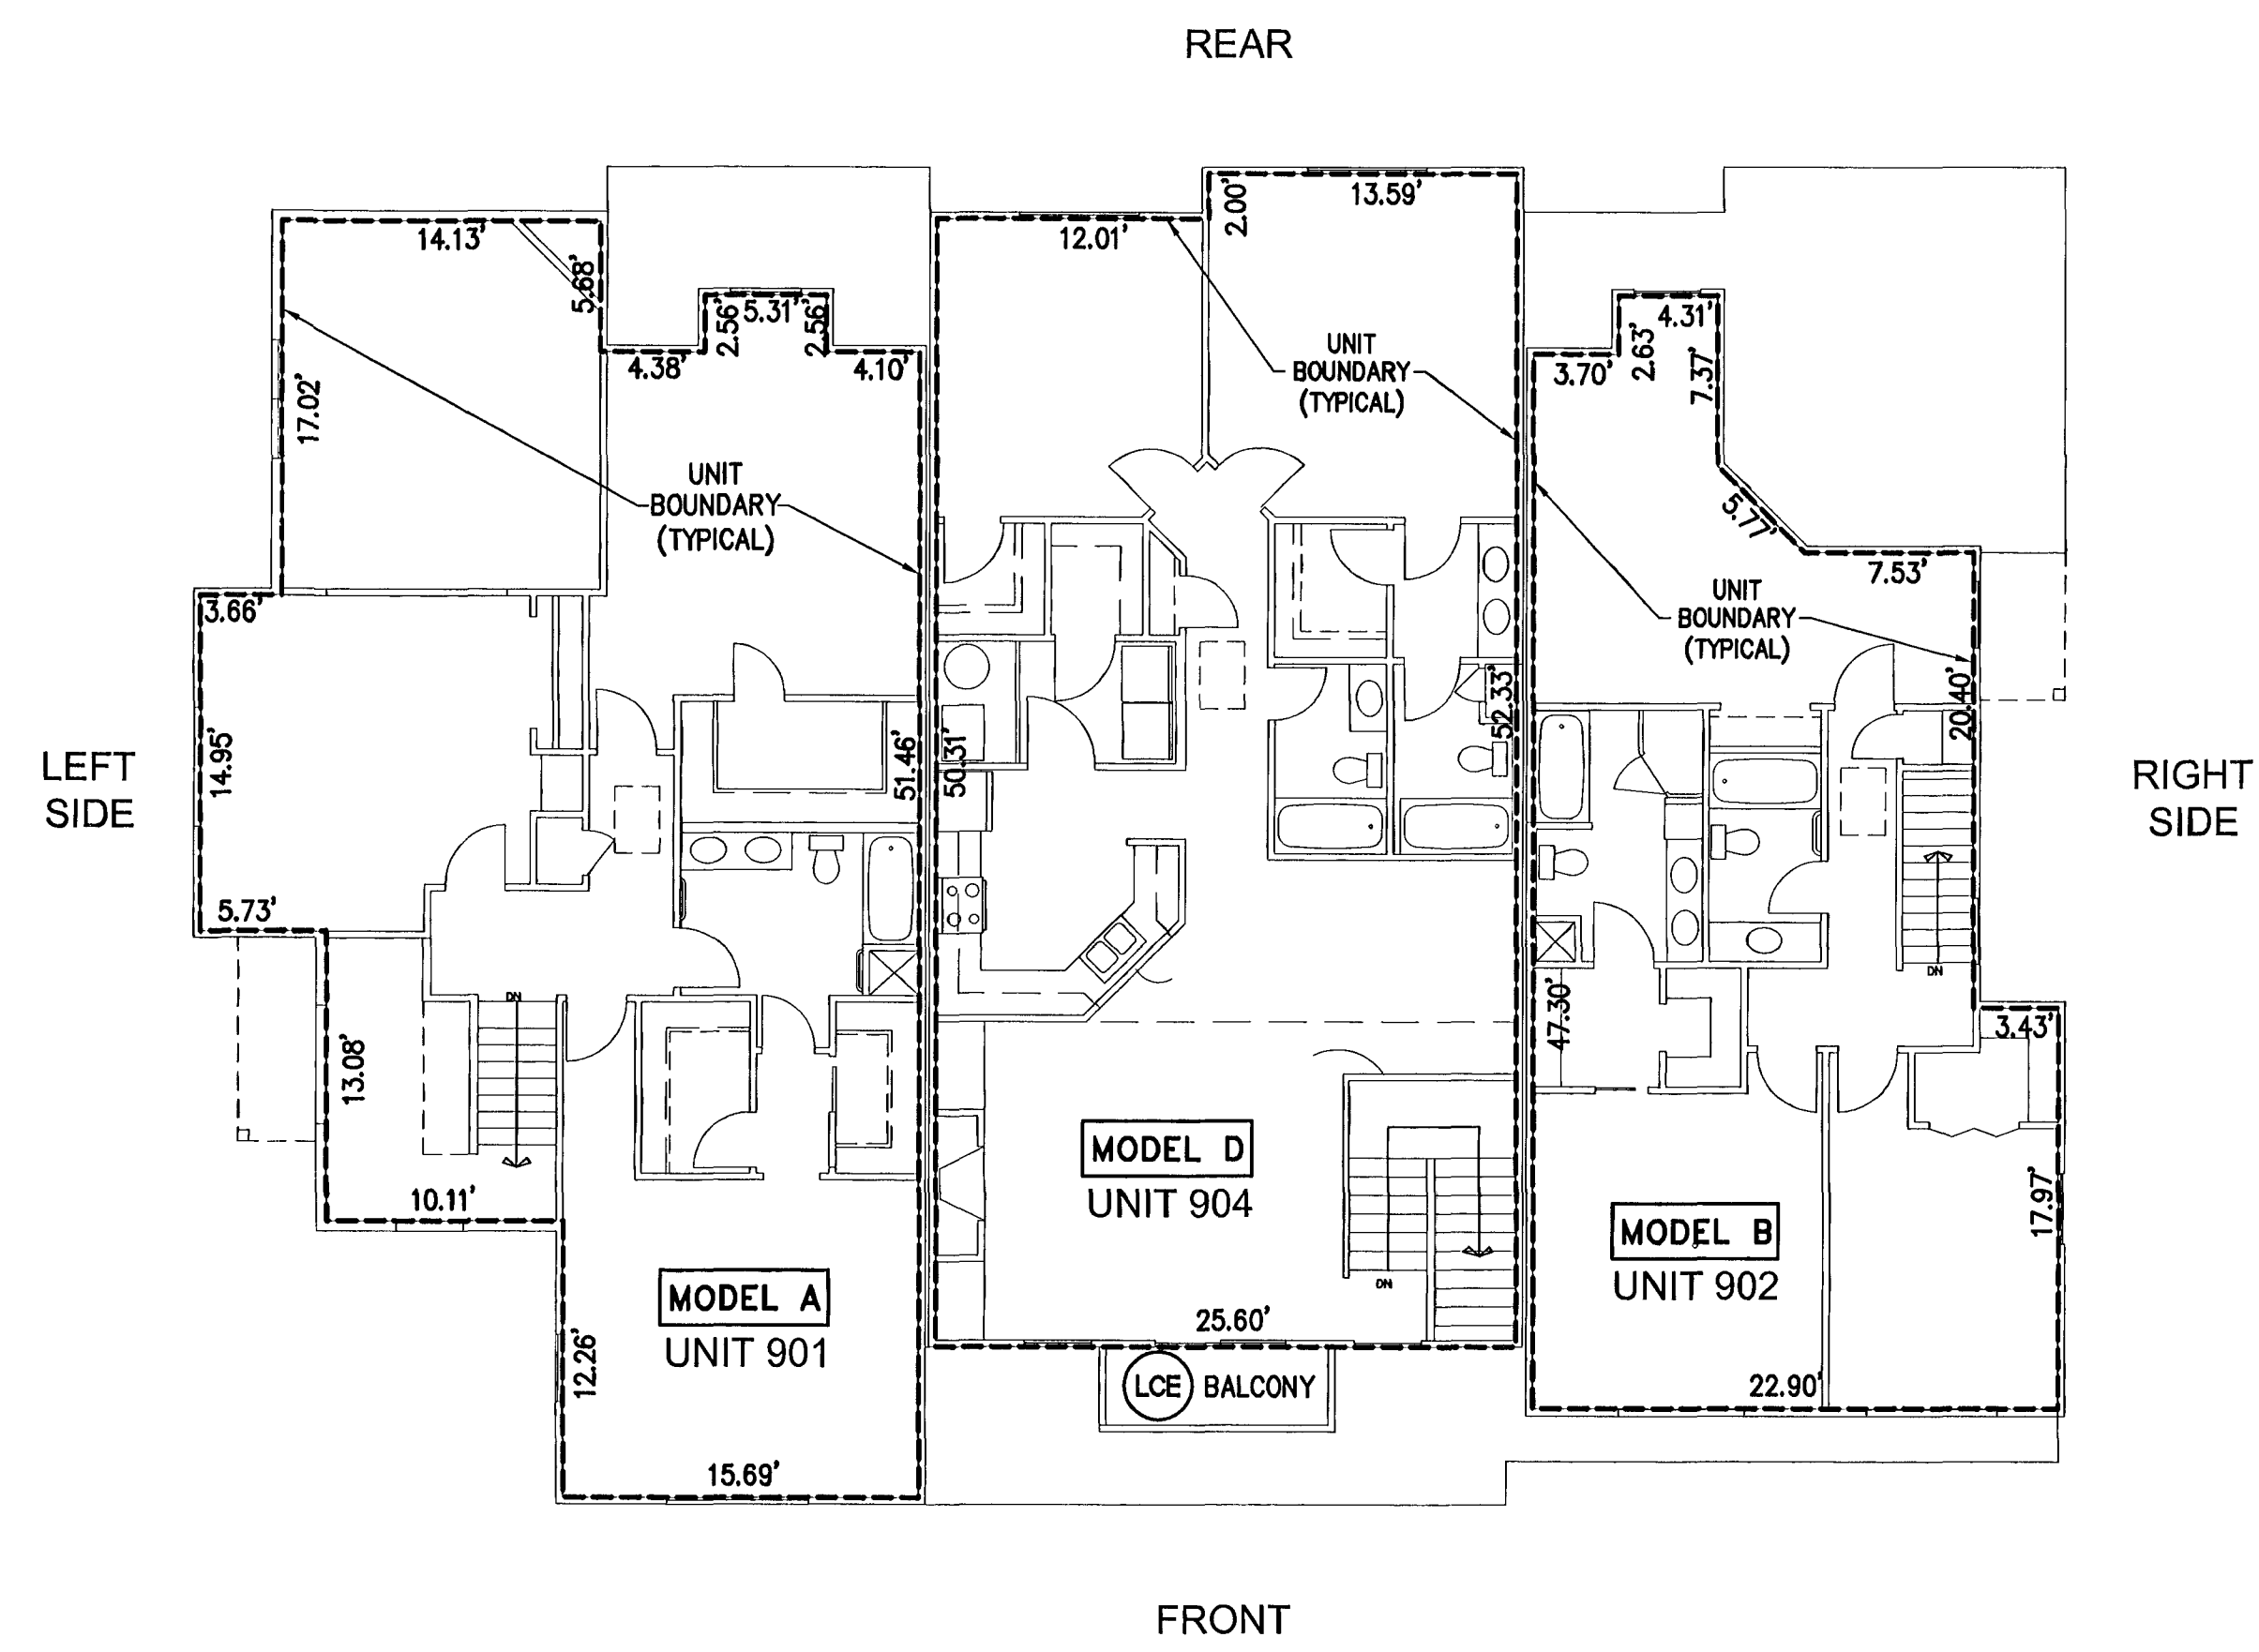 REAR
13.59'
2.00'
14.13'
12.01'
5.68'
5.31'
2.56'
2.56'
4.31'
4.38'
4.10'
3.70'
2.63'
7.37'
UNIT
BOUNDARY
(TYPICAL)
17.02'
UNIT
BOUNDARY
(TYPICAL)
5.77'
7.53'
UNIT
BOUNDARY
(TYPICAL)
3.66'
14.95'
51.46'
50.31'
52.33'
20.40'
LEFT
SIDE
RIGHT
SIDE
5.73'
DN
DN
47.30'
3.43'
13.08'
MODEL D
UNIT 904
10.11'
17.97'
MODEL B
UNIT 902
DN
MODEL A
UNIT 901
25.60'
12.26'
LCE BALCONY
22.90'
15.69'
FRONT